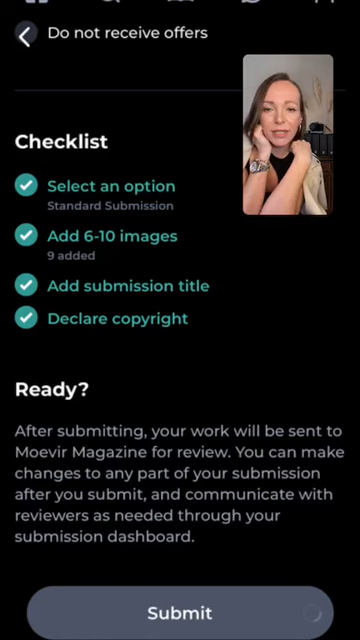 Do not receive offers
Checklist
Select an option
Standard Submission
Add 6-10 images
9 added
Add submission title
Declare copyright
Ready?
After submitting, your work will be sent to
Moevir Magazine for review. You can make
changes to any part of your submission
after you submit, and communicate with
reviewers as needed through your
submission dashboard.
Submit